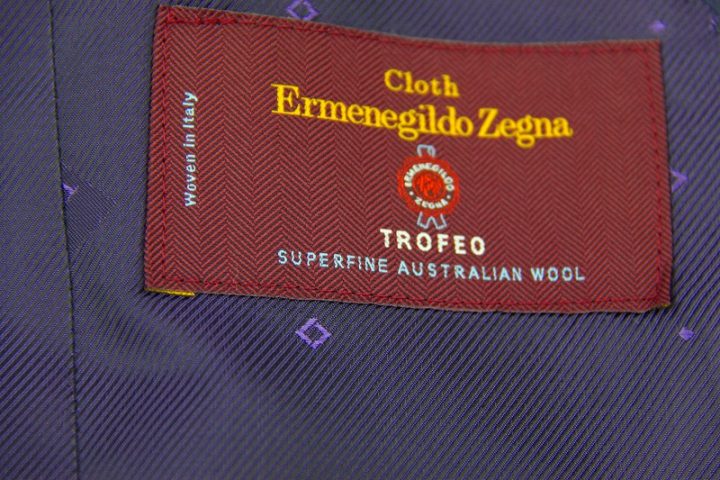 Cloth
Ermenegildo Zegna
Woven in Italy
ERMENEGILDO
ZEGNA
TROFEO
SUPERFINE AUSTRALIAN WOOL